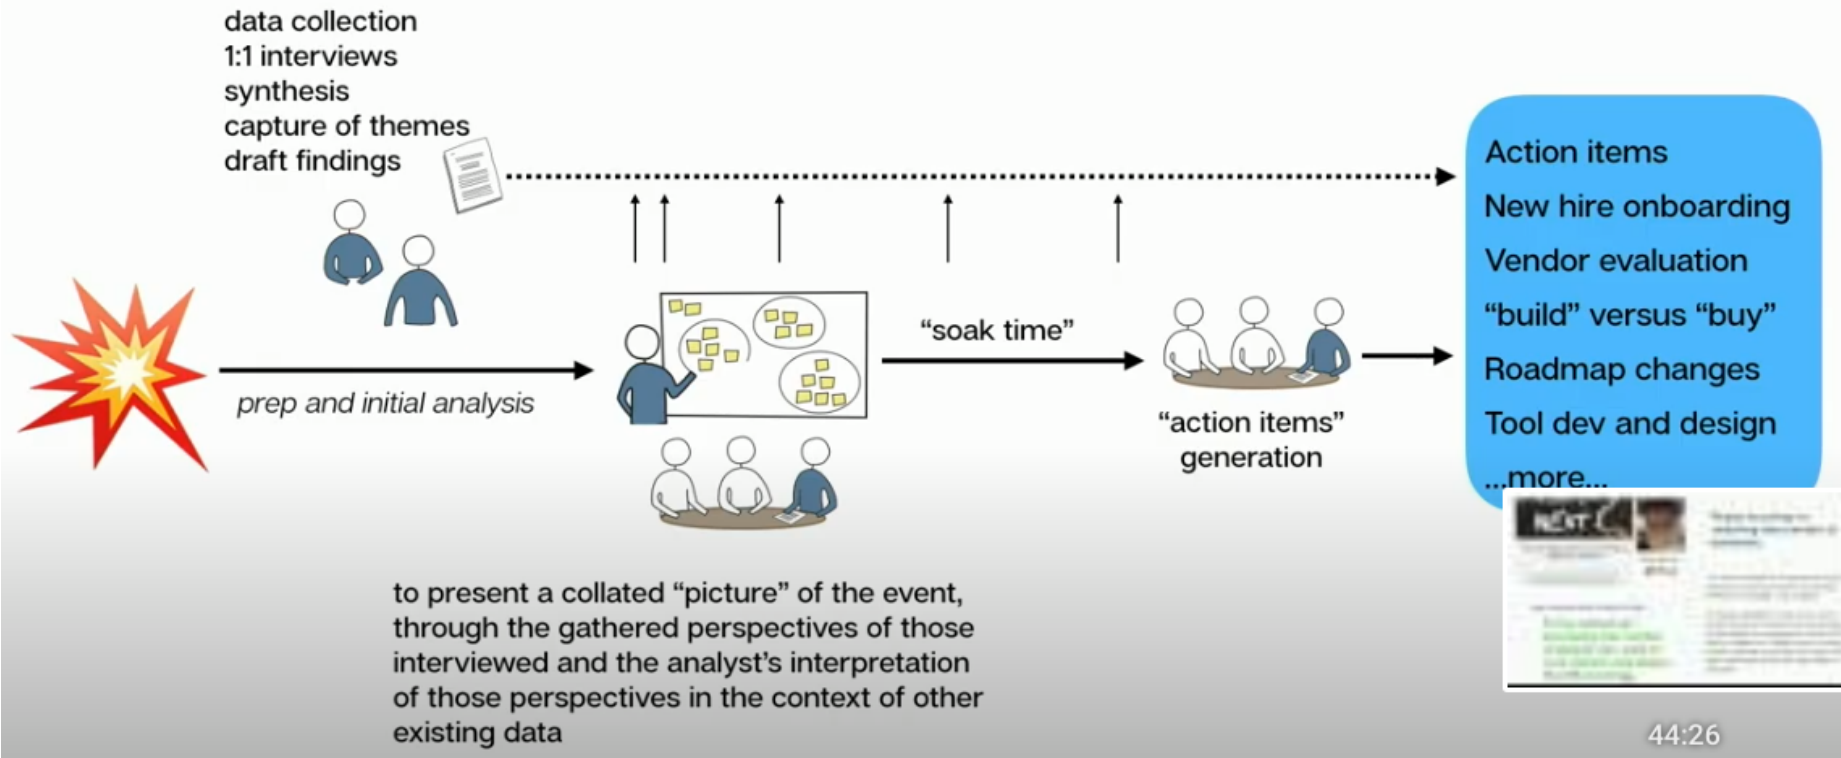 data collection
1:1 interviews
synthesis
capture of themes
draft findings
prep and initial analysis
“soak time”
“action items”
generation
Action items
New hire onboarding
Vendor evaluation
“build” versus “buy”
Roadmap changes
Tool dev and design
...more...
to present a collated “picture” of the event,
through the gathered perspectives of those
interviewed and the analyst’s interpretation
of those perspectives in the context of other
existing data
44:26